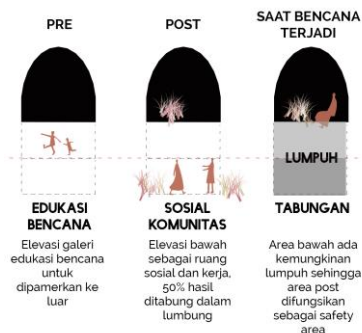 PRE
EDUKASI
BENCANA
Elevasi galeri
edukasi bencana
untuk
dipamerkan ke
luar
POST
SOSIAL
KOMUNITAS
Elevasi bawah
sebagai ruang
sosial dan kerja,
50% hasil
ditabung dalam
lumbung
SAAT BENCANA
TERJADI
LUMPUH
TABUNGAN
Area bawah ada
kemungkinan
lumpuh sehingga
area post
difungsikan
sebagai safety
area